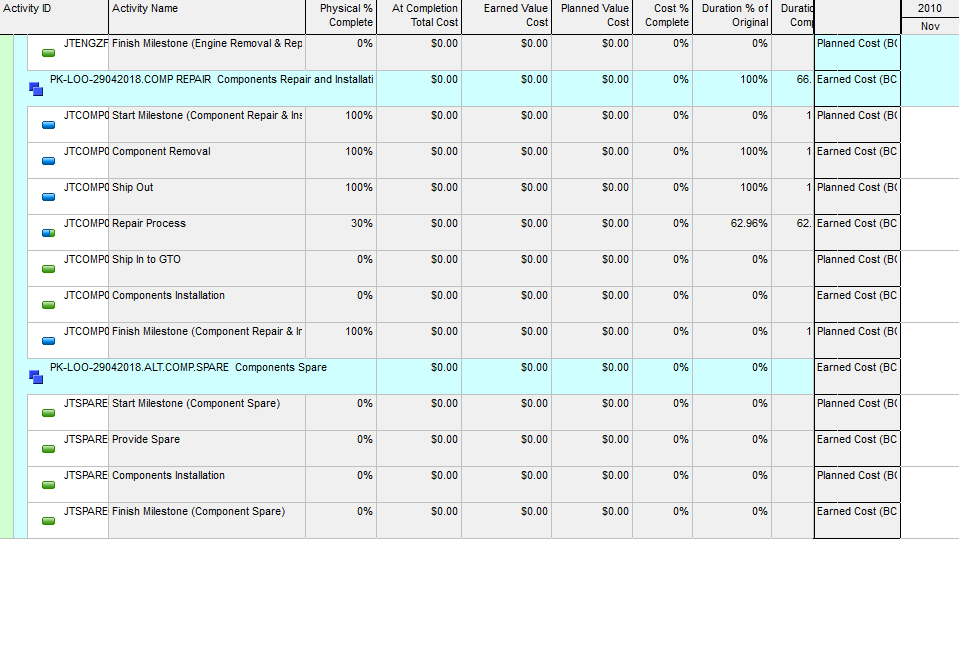 Activity ID Activity Name Physical % Complete At Completion Total Cost Earned Value Cost Planned Value Cost Cost % Complete Duration % of Original Duratic Comp 2010
Nov
JTENGZF Finish Milestone (Engine Removal & Rep 0% $0.00 $0.00 $0.00 0% 0% Planned Cost (BC
PK-LOO-29042018.COMP REPAIR Components Repair and Installati $0.00 $0.00 $0.00 0% 100% 66. Earned Cost (BC
JTCOMP0 Start Milestone (Component Repair & Ins 100% $0.00 $0.00 $0.00 0% 0% 1 Planned Cost (BC
JTCOMP0 Component Removal 100% $0.00 $0.00 $0.00 0% 100% 1 Earned Cost (BC
JTCOMP0 Ship Out 100% $0.00 $0.00 $0.00 0% 100% 1 Planned Cost (BC
JTCOMP0 Repair Process 30% $0.00 $0.00 $0.00 0% 62.96% 62. Earned Cost (BC
JTCOMP0 Ship In to GTO 0% $0.00 $0.00 $0.00 0% 0% Planned Cost (BC
JTCOMP0 Components Installation 0% $0.00 $0.00 $0.00 0% 0% Earned Cost (BC
JTCOMP0 Finish Milestone (Component Repair & Ir 100% $0.00 $0.00 $0.00 0% 0% 1 Planned Cost (BC
PK-LOO-29042018.ALT.COMP.SPARE Components Spare $0.00 $0.00 $0.00 0% 0% Earned Cost (BC
JTSPARE Start Milestone (Component Spare) 0% $0.00 $0.00 $0.00 0% 0% Planned Cost (BC
JTSPARE Provide Spare 0% $0.00 $0.00 $0.00 0% 0% Earned Cost (BC
JTSPARE Components Installation 0% $0.00 $0.00 $0.00 0% 0% Planned Cost (BC
JTSPARE Finish Milestone (Component Spare) 0% $0.00 $0.00 $0.00 0% 0% Earned Cost (BC